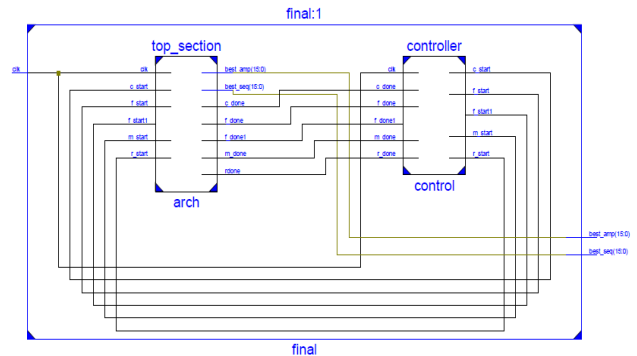 final:1
top_section
controller
clk
clk
best_amp(15:0)
clk
c_start
c_start
best_seq(15:0)
c_done
f_start
f_start
c_done
f_done
f_start1
f_start1
f_done
f_done1
m_start
m_start
f_done1
m_done
r_start
r_start
m_done
r_done
rdone
arch
control
best_amp(15:0)
best_seq(15:0)
final